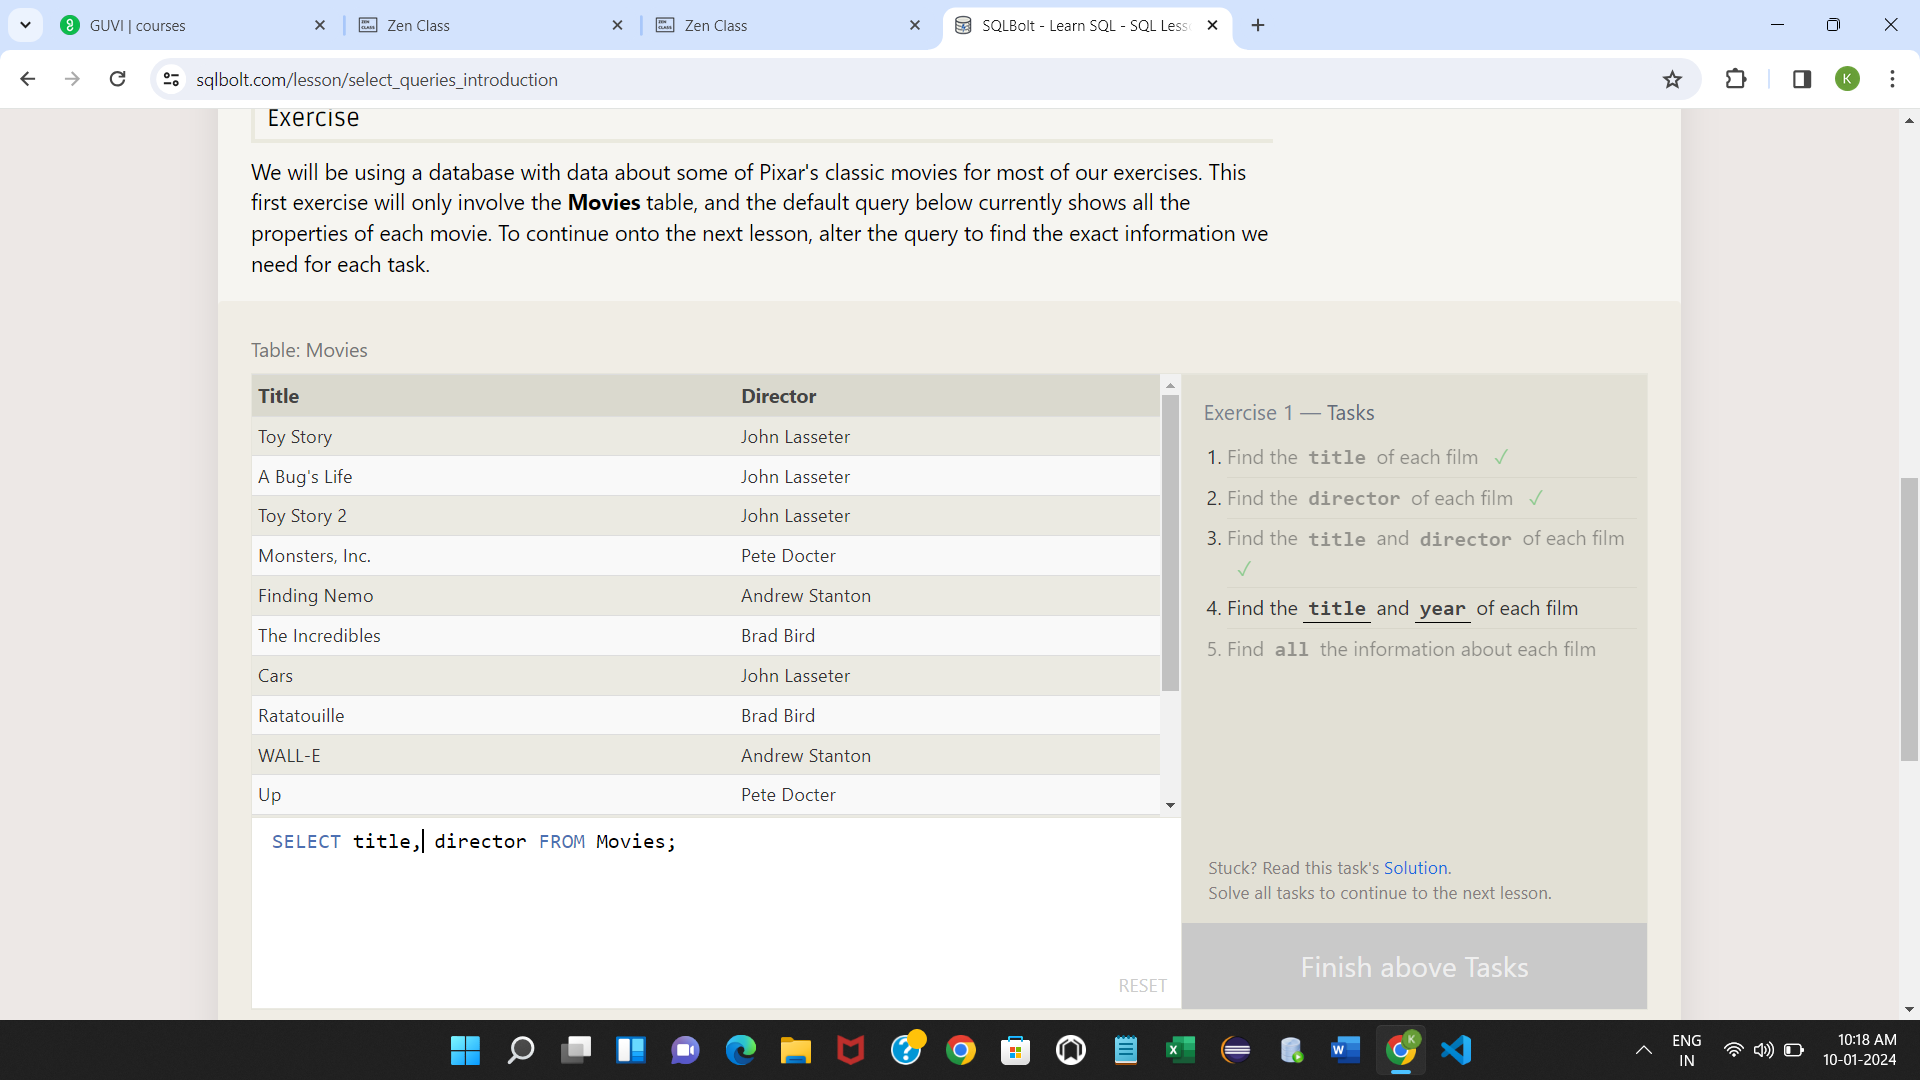 GUVI | courses
Zen Class
Zen Class
SQLBolt - Learn SQL - SQL Less
sqlbolt.com/lesson/select_queries_introduction
K
Exercise
We will be using a database with data about some of Pixar's classic movies for most of our exercises. This
first exercise will only involve the Movies table, and the default query below currently shows all the
properties of each movie. To continue onto the next lesson, alter the query to find the exact information we
need for each task.
Table: Movies
Title Director
Toy Story John Lasseter
A Bug's Life John Lasseter
Toy Story 2 John Lasseter
Monsters, Inc. Pete Docter
Finding Nemo Andrew Stanton
The Incredibles Brad Bird
Cars John Lasseter
Ratatouille Brad Bird
WALL-E Andrew Stanton
Up Pete Docter
SELECT title, director FROM Movies;
RESET
Exercise 1 — Tasks
1. Find the title of each film ✓
2. Find the director of each film ✓
3. Find the title and director of each film
✓
4. Find the title and year of each film
5. Find all the information about each film
Stuck? Read this task's Solution.
Solve all tasks to continue to the next lesson.
Finish above Tasks
ENG
IN
10:18 AM
10-01-2024